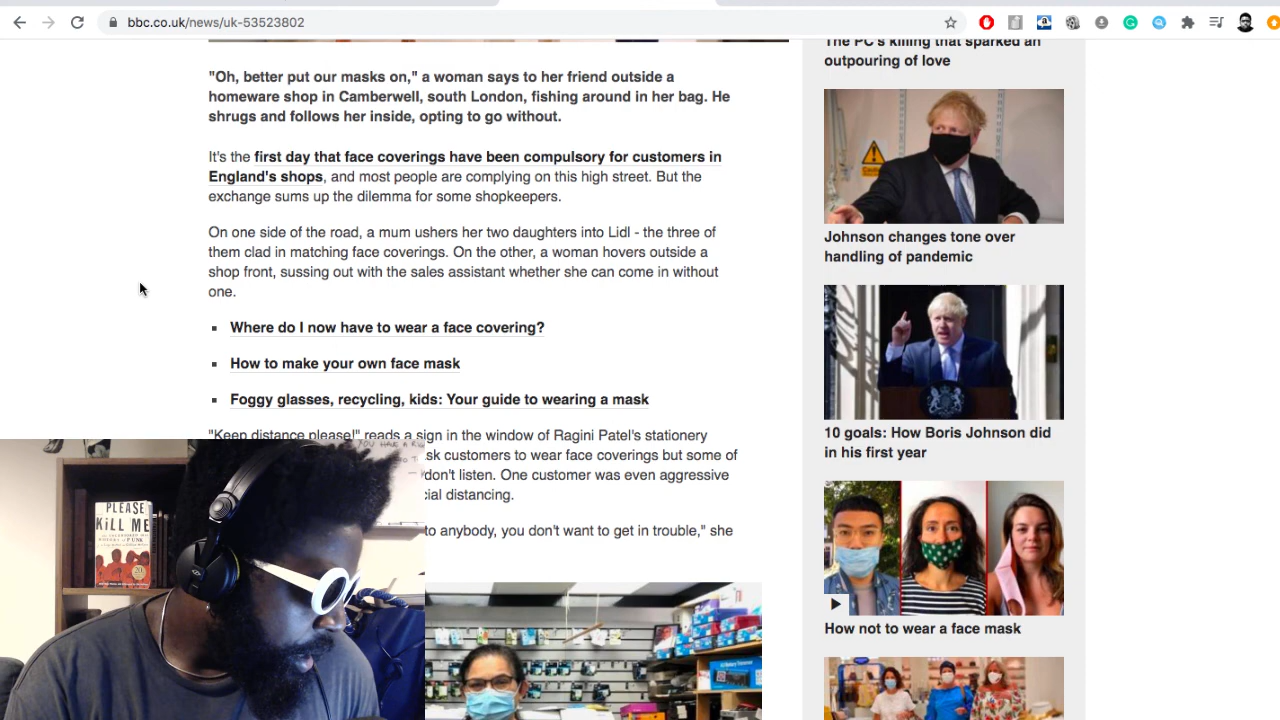 bbc.co.uk/news/uk-53523802
"Oh, better put our masks on," a woman says to her friend outside a
homeware shop in Camberwell, south London, fishing around in her bag. He
shrugs and follows her inside, opting to go without.
It's the first day that face coverings have been compulsory for customers in
England's shops, and most people are complying on this high street. But the
exchange sums up the dilemma for some shopkeepers.
On one side of the road, a mum ushers her two daughters into Lidl - the three of
them clad in matching face coverings. On the other, a woman hovers outside a
shop front, sussing out with the sales assistant whether she can come in without
one.
Where do I now have to wear a face covering?
How to make your own face mask
Foggy glasses, recycling, kids: Your guide to wearing a mask
"Keep distance please!" reads a sign in the window of Ragini Patel's stationery
sk customers to wear face coverings but some of
don't listen. One customer was even aggressive
cial distancing.
to anybody, you don't want to get in trouble," she
The PC's killing that sparked an
outpouring of love
Johnson changes tone over
handling of pandemic
10 goals: How Boris Johnson did
in his first year
How not to wear a face mask
PLEASE
KILL ME